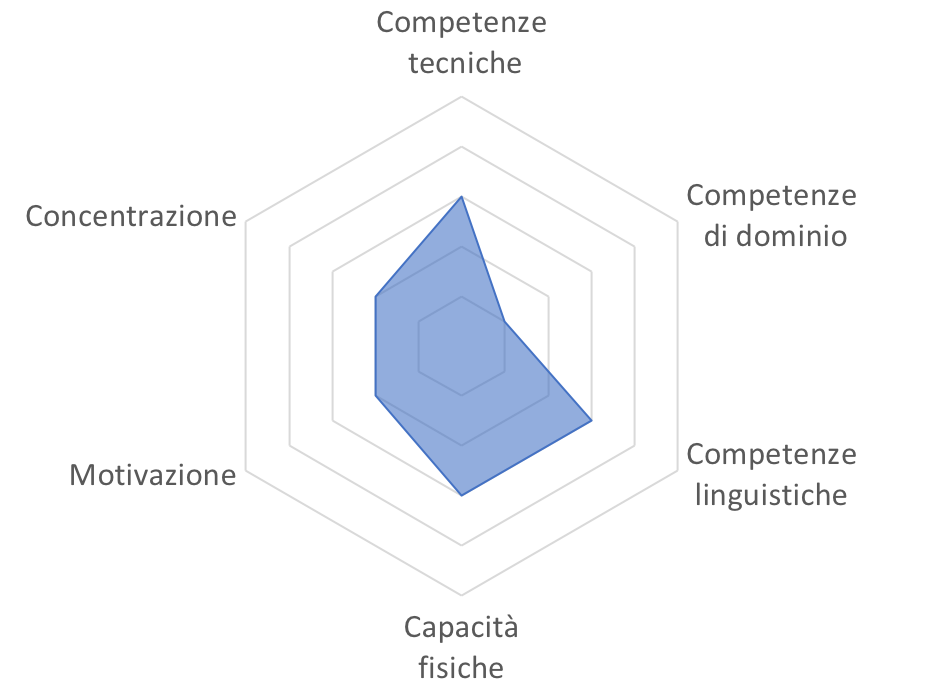 Competenze
tecniche
Competenze
di dominio
Competenze
linguistiche
Capacità
fisiche
Motivazione
Concentrazione